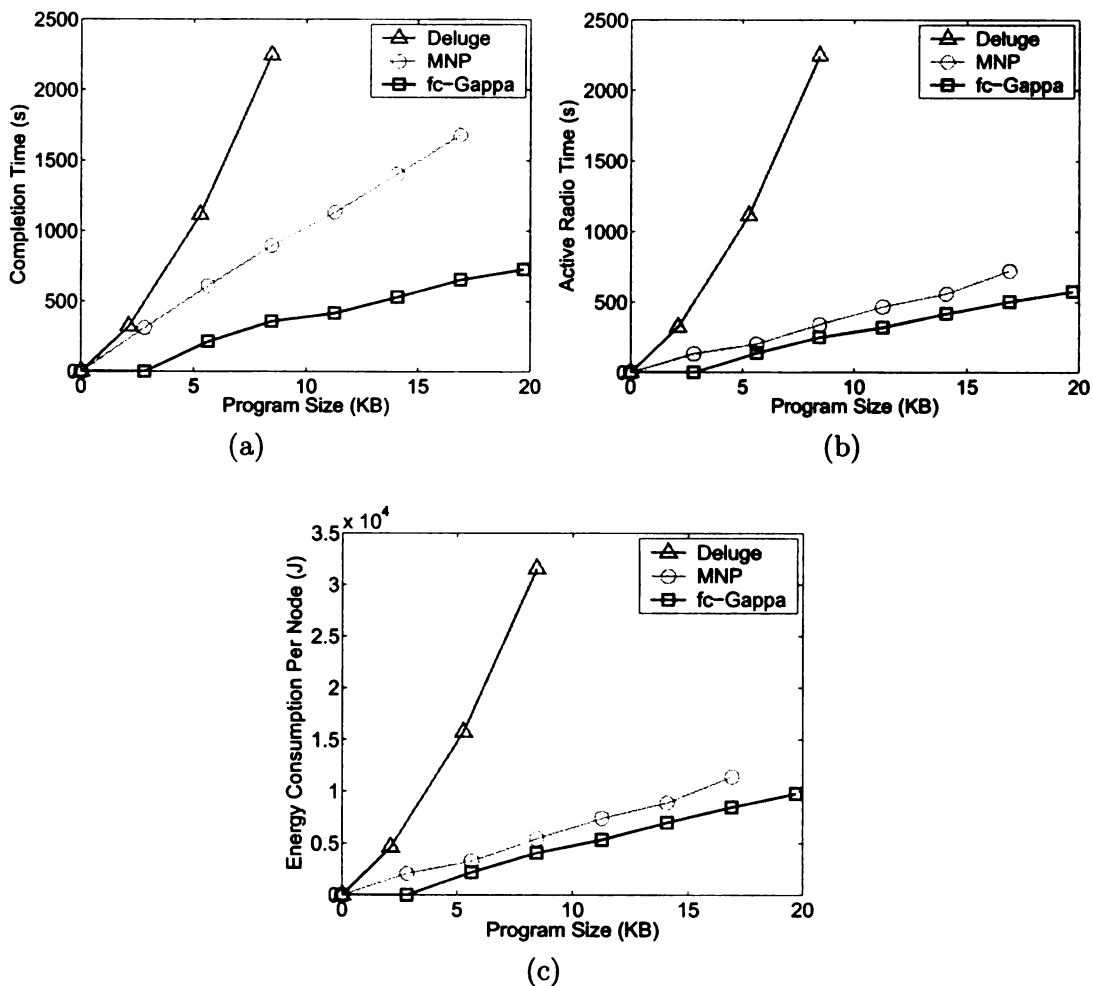 2500
2000
1500
1000
500
0
0
5
10
15
20
Completion Time (s)
Program Size (KB)
Deluge
MNP
fc-Gappa
(a)
2500
2000
1500
1000
500
0
0
5
10
15
20
Active Radio Time (s)
Program Size (KB)
Deluge
MNP
fc-Gappa
(b)
x 10^4
3.5
3
2.5
2
1.5
1
0.5
0
0
5
10
15
20
Energy Consumption Per Node (J)
Program Size (KB)
Deluge
MNP
fc-Gappa
(c)